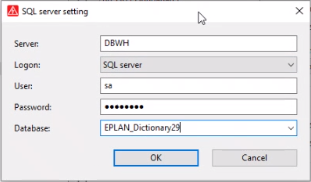 SQL server setting
Server: DBWH
Logon: SQL server
User: sa
Password: ●●●●●●●●
Database: EPLAN_Dictionary29
OK Cancel